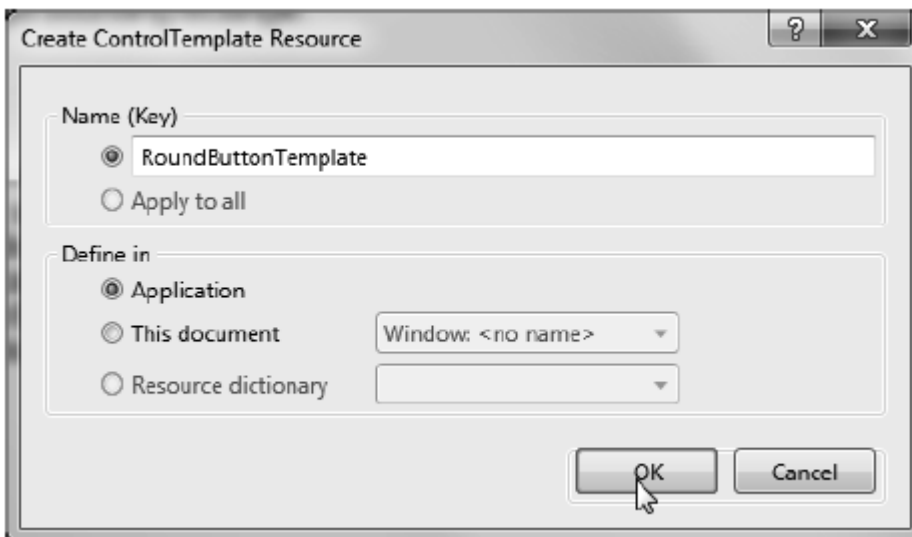 Create ControlTemplate Resource
Name (Key)
RoundButtonTemplate
Apply to all
Define in
Application
This document Window: <no name>
Resource dictionary
OK Cancel